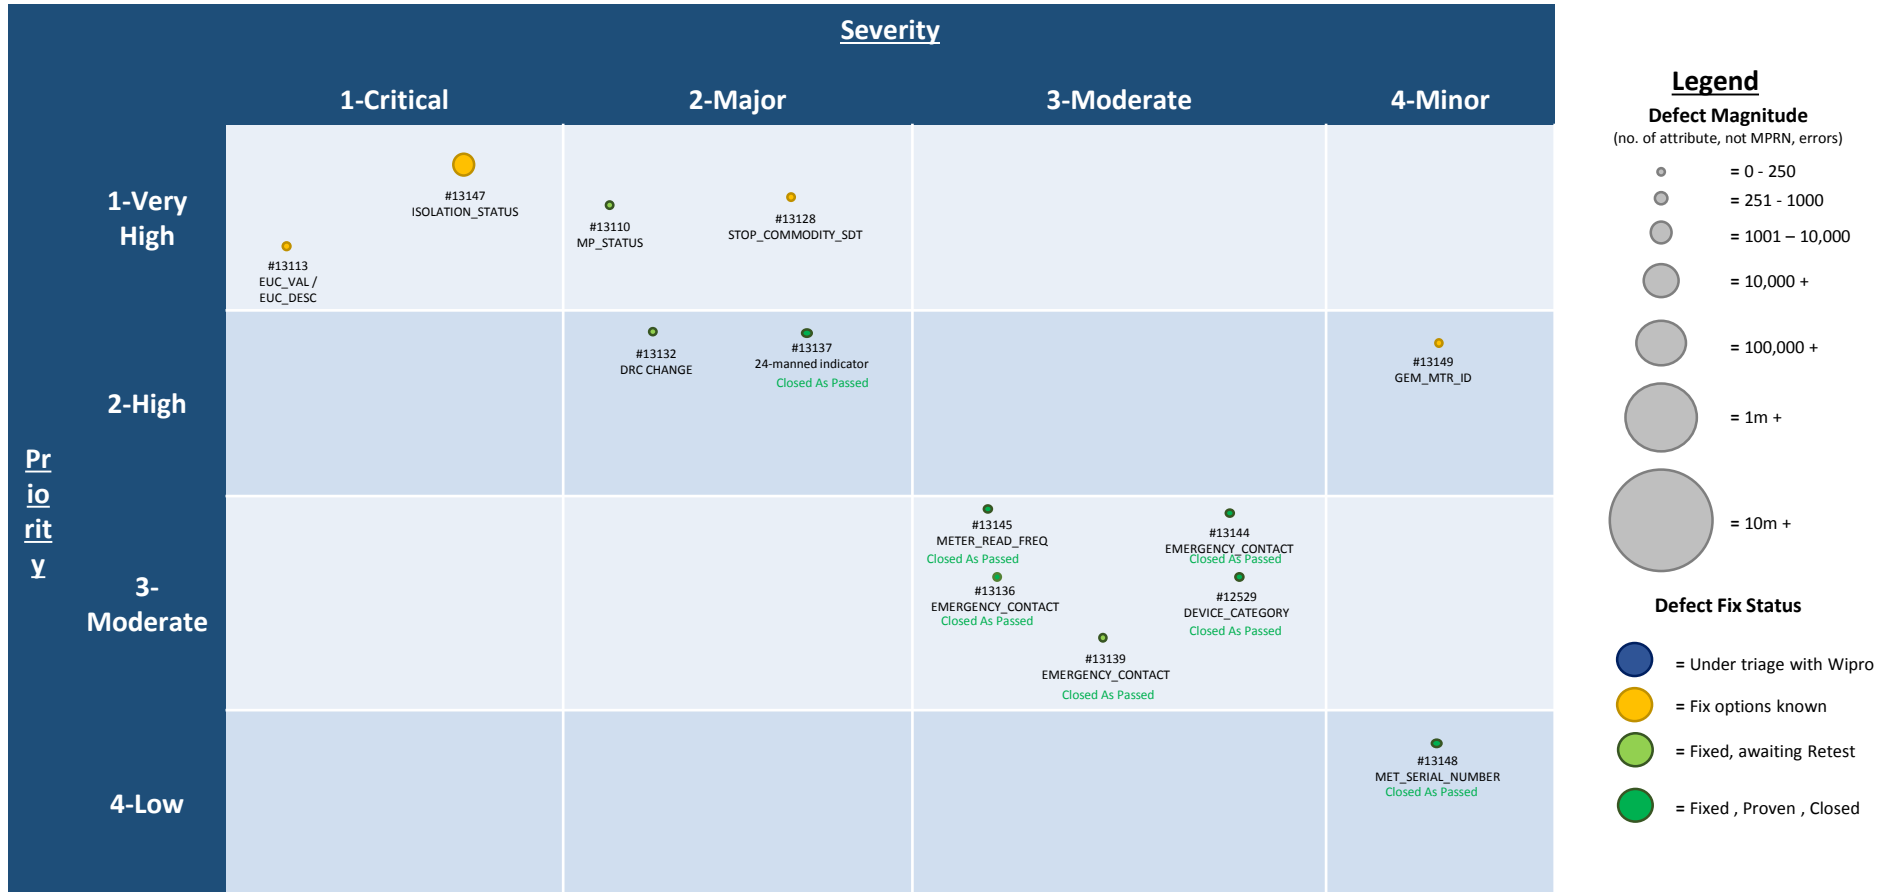 Severity
1-Critical
2-Major
3-Moderate
4-Minor
Pr
io
rit
y
1-Very
High
#13147
ISOLATION_STATUS
#13113
EUC_VAL /
EUC_DESC
#13110
MP_STATUS
#13128
STOP_COMMODITY_SDT
2-High
#13132
DRC CHANGE
#13137
24-manned indicator
Closed As Passed
#13149
GEM_MTR_ID
3-
Moderate
#13145
METER_READ_FREQ
Closed As Passed
#13144
EMERGENCY_CONTACT
Closed As Passed
#13136
EMERGENCY_CONTACT
Closed As Passed
#12529
DEVICE_CATEGORY
Closed As Passed
#13139
EMERGENCY_CONTACT
Closed As Passed
4-Low
#13148
MET_SERIAL_NUMBER
Closed As Passed
Legend
Defect Magnitude
(no. of attribute, not MPRN, errors)
= 0 - 250
= 251 - 1000
= 1001 – 10,000
= 10,000 +
= 100,000 +
= 1m +
= 10m +
Defect Fix Status
= Under triage with Wipro
= Fix options known
= Fixed, awaiting Retest
= Fixed , Proven , Closed